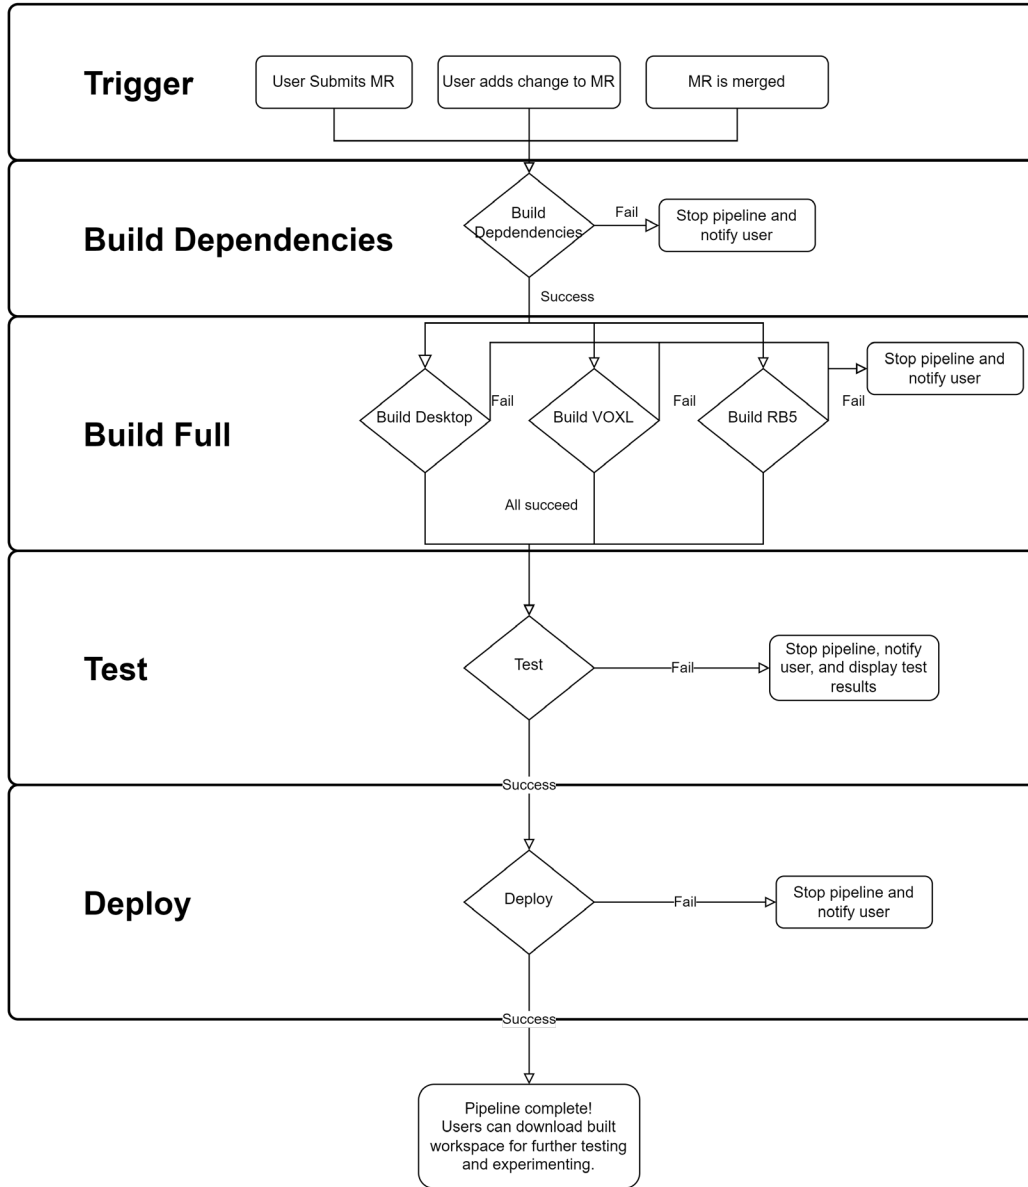 Trigger
User Submits MR
User adds change to MR
MR is merged
Build Dependencies
Build
Depdendencies
Fail
Stop pipeline and
notify user
Success
Build Full
Build Desktop
Fail
Build VOXL
Fail
Build RB5
Fail
Stop pipeline and
notify user
All succeed
Test
Test
Fail
Stop pipeline, notify
user, and display test
results
Success
Deploy
Deploy
Fail
Stop pipeline and
notify user
Success
Pipeline complete!
Users can download built
workspace for further testing
and experimenting.